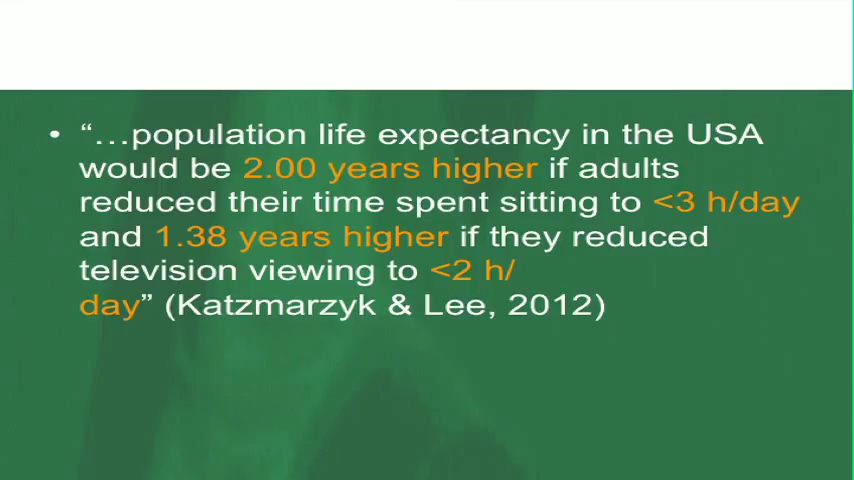 • “…population life expectancy in the USA
would be 2.00 years higher if adults
reduced their time spent sitting to <3 h/day
and 1.38 years higher if they reduced
television viewing to <2 h/
day” (Katzmarzyk & Lee, 2012)